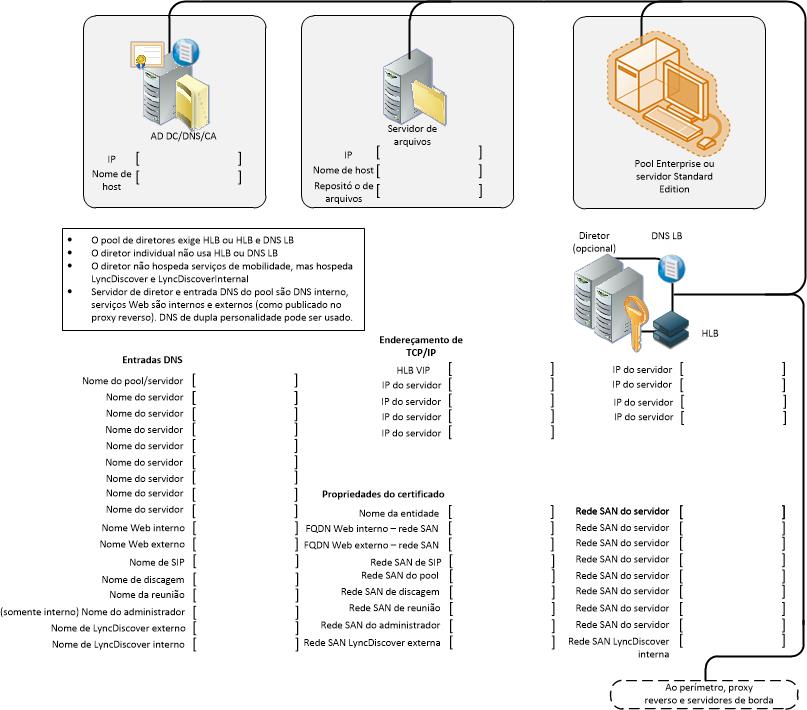 AD DC/DNS/CA
IP [ ]
Nome de
host [ ]
Servidor de
arquivos
IP [ ]
Nome de host [ ]
Repositó o de
arquivos [ ]
Pool Enterprise ou
servidor Standard
Edition
• O pool de diretores exige HLB ou HLB e DNS LB
• O diretor individual não usa HLB ou DNS LB
• O diretor não hospeda serviços de mobilidade, mas hospeda
LyncDiscover e LyncDiscoverInternal
• Servidor de diretor e entrada DNS do pool são DNS interno,
serviços Web são internos e externos (como publicado no
proxy reverso). DNS de dupla personalidade pode ser usado.
Diretor
(opcional)
DNS LB
HLB
Entradas DNS
Nome do pool/servidor [ ]
Nome do servidor [ ]
Nome do servidor [ ]
Nome do servidor [ ]
Nome do servidor [ ]
Nome do servidor [ ]
Nome do servidor [ ]
Nome do servidor [ ]
Nome do servidor [ ]
Nome Web interno [ ]
Nome Web externo [ ]
Nome de SIP [ ]
Nome de discagem [ ]
Nome da reunião [ ]
(somente interno) Nome do administrador [ ]
Nome de LyncDiscover externo [ ]
Nome de LyncDiscover interno [ ]
Endereçamento de
TCP/IP
HLB VIP [ ]
IP do servidor [ ]
IP do servidor [ ]
IP do servidor [ ]
IP do servidor [ ]
IP do servidor [ ]
IP do servidor [ ]
IP do servidor [ ]
IP do servidor [ ]
Propriedades do certificado
Nome da entidade [ ]
FQDN Web interno – rede SAN [ ]
FQDN Web externo – rede SAN [ ]
Rede SAN de SIP [ ]
Rede SAN do pool [ ]
Rede SAN de discagem [ ]
Rede SAN de reunião [ ]
Rede SAN do administrador [ ]
Rede SAN LyncDiscover externa [ ]
Rede SAN do servidor [ ]
Rede SAN do servidor [ ]
Rede SAN do servidor [ ]
Rede SAN do servidor [ ]
Rede SAN do servidor [ ]
Rede SAN do servidor [ ]
Rede SAN do servidor [ ]
Rede SAN do servidor [ ]
Rede SAN LyncDiscover [ ]
interna
Ao perímetro, proxy
reverso e servidores de borda